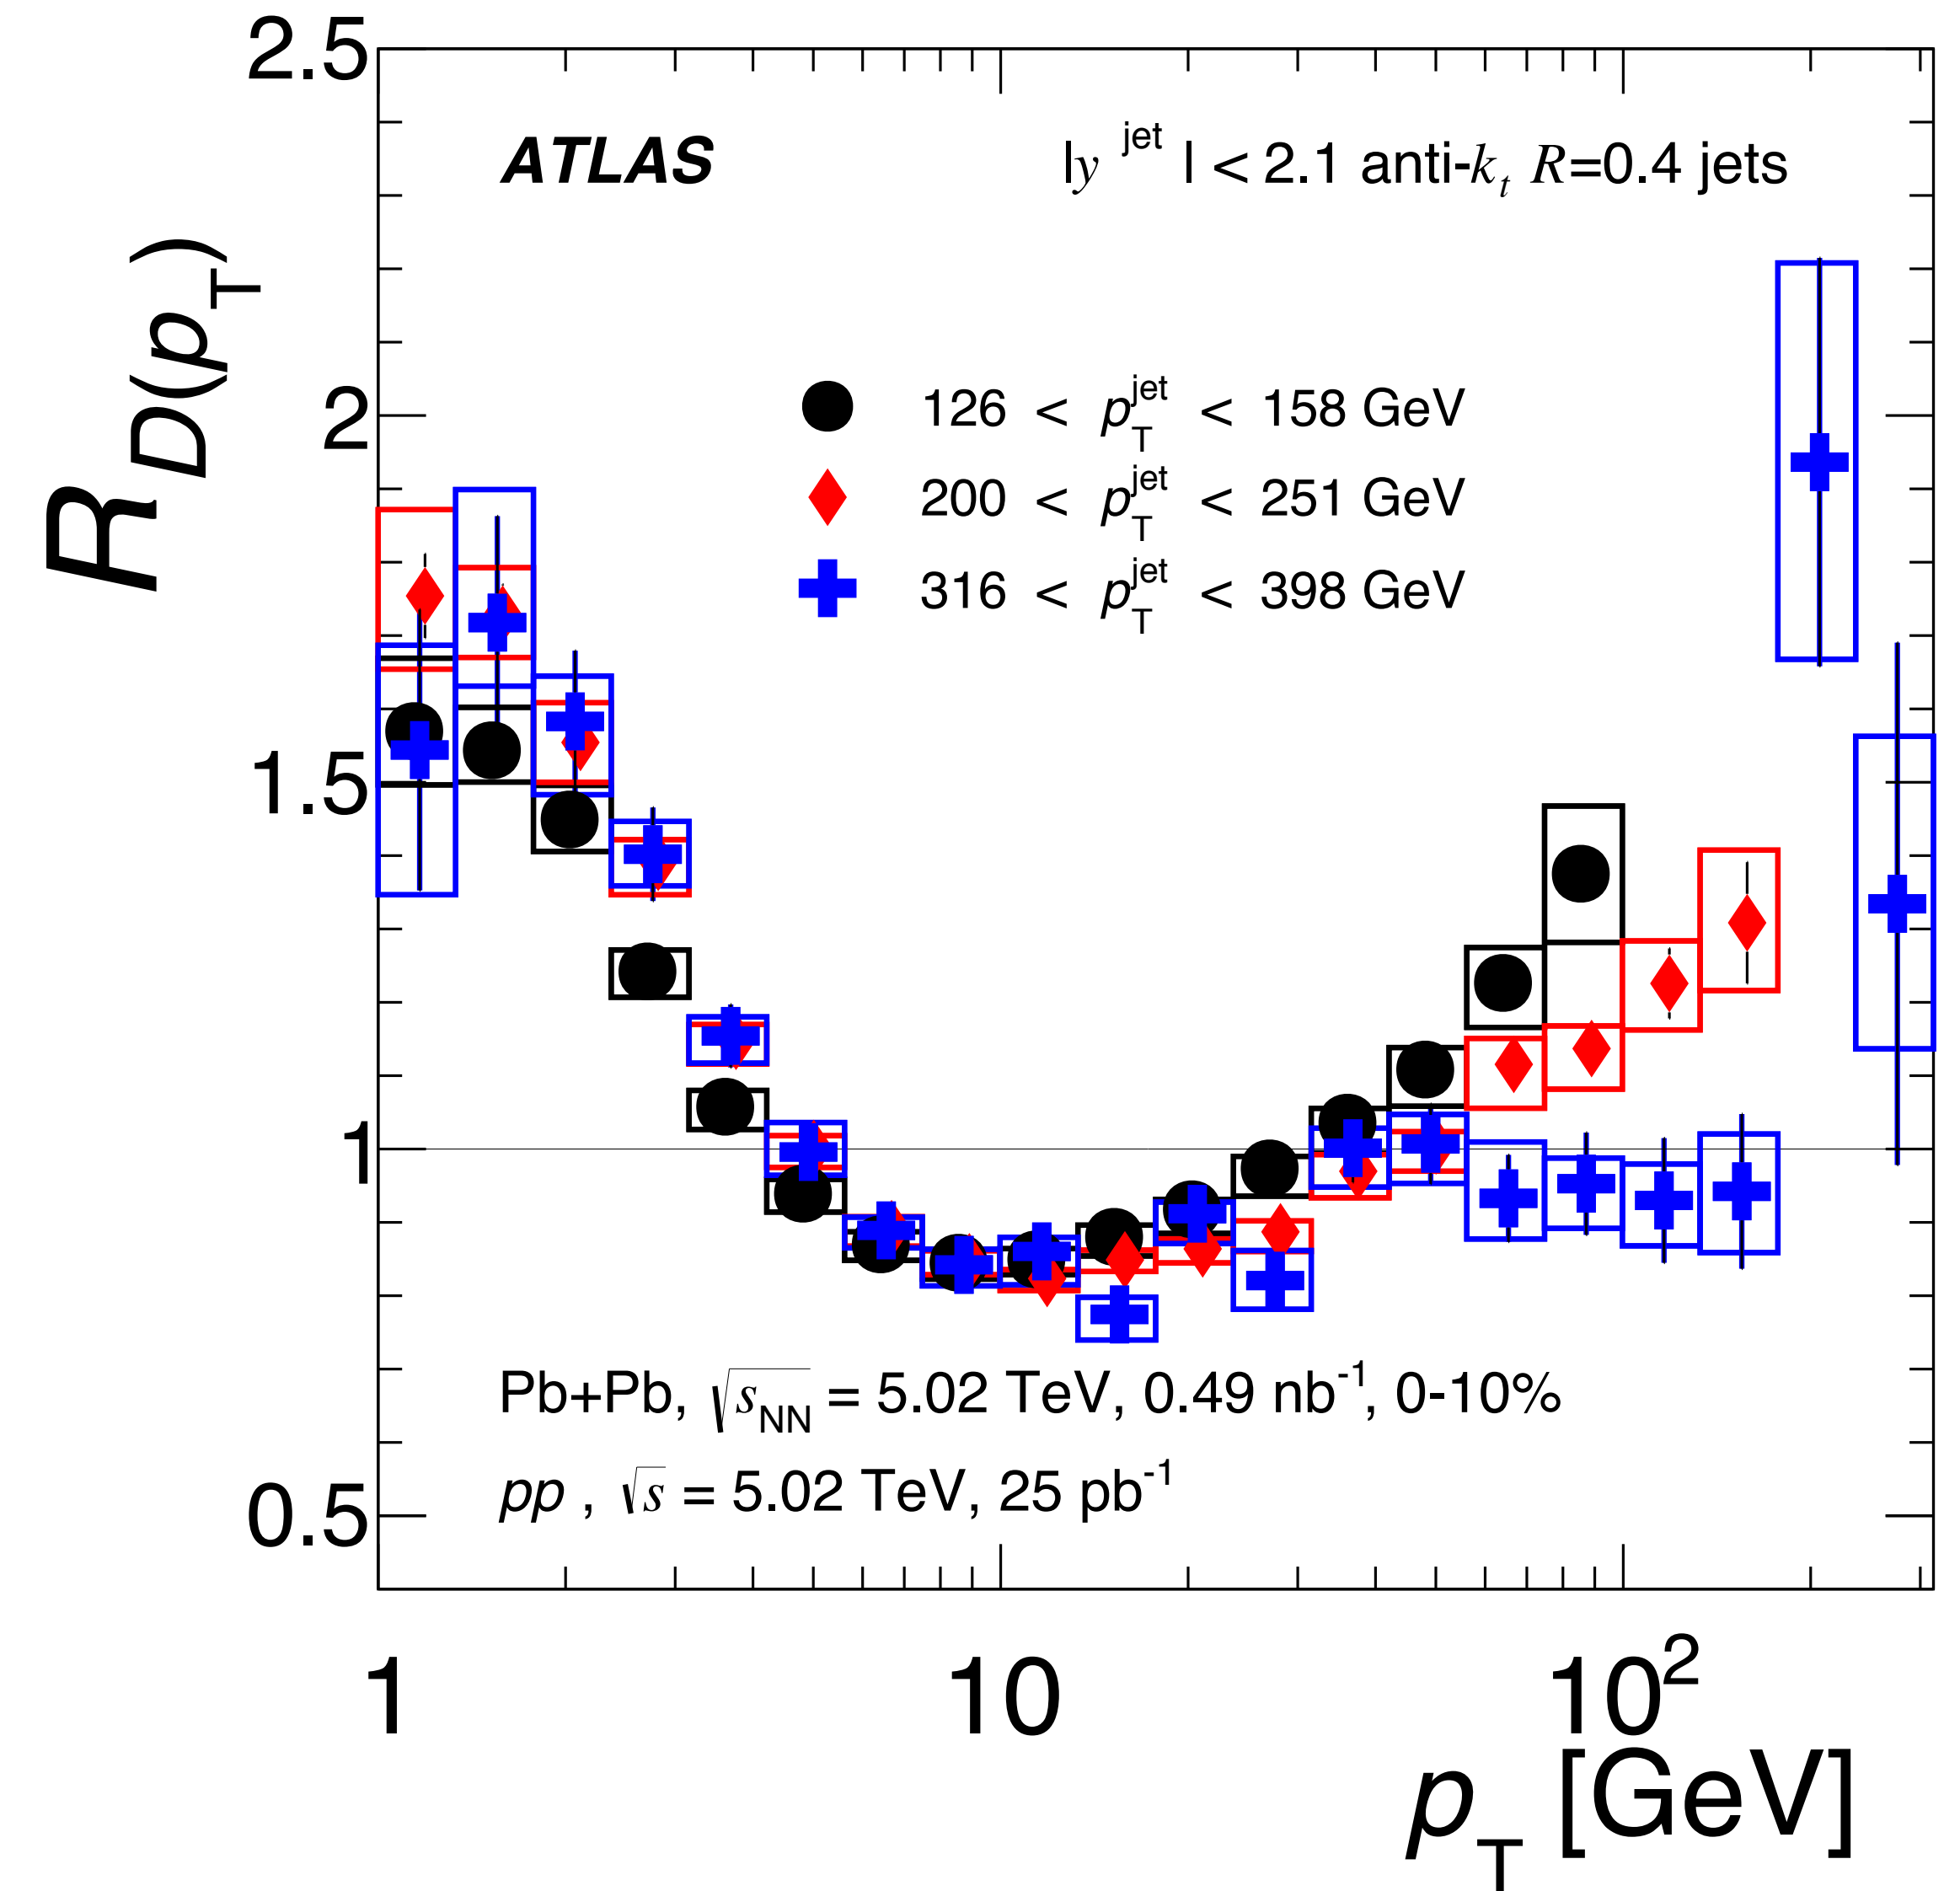 2.5
ATLAS
|y^jet| < 2.1 anti-k_t R=0.4 jets
R_D(p_T)
2
126 < p_T^jet < 158 GeV
200 < p_T^jet < 251 GeV
316 < p_T^jet < 398 GeV
1.5
1
Pb+Pb, √s_NN = 5.02 TeV, 0.49 nb^-1, 0-10%
pp , √s = 5.02 TeV, 25 pb^-1
0.5
1 10 10^2
p_T [GeV]